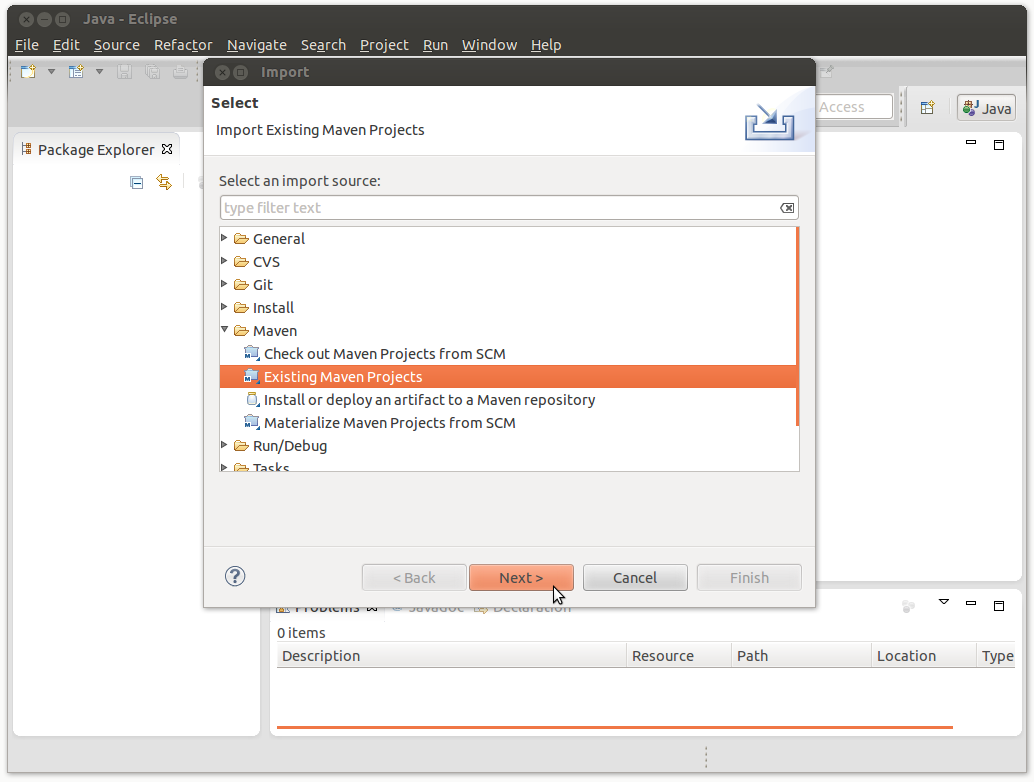 Java - Eclipse
File Edit Source Refactor Navigate Search Project Run Window Help
Import
Select
Import Existing Maven Projects
Access
Java
Package Explorer
Select an import source:
type filter text
General
CVS
Git
Install
Maven
Check out Maven Projects from SCM
Existing Maven Projects
Install or deploy an artifact to a Maven repository
Materialize Maven Projects from SCM
Run/Debug
Tasks
< Back Next > Cancel Finish
Problems Javadoc Declaration
0 items
Description Resource Path Location Type